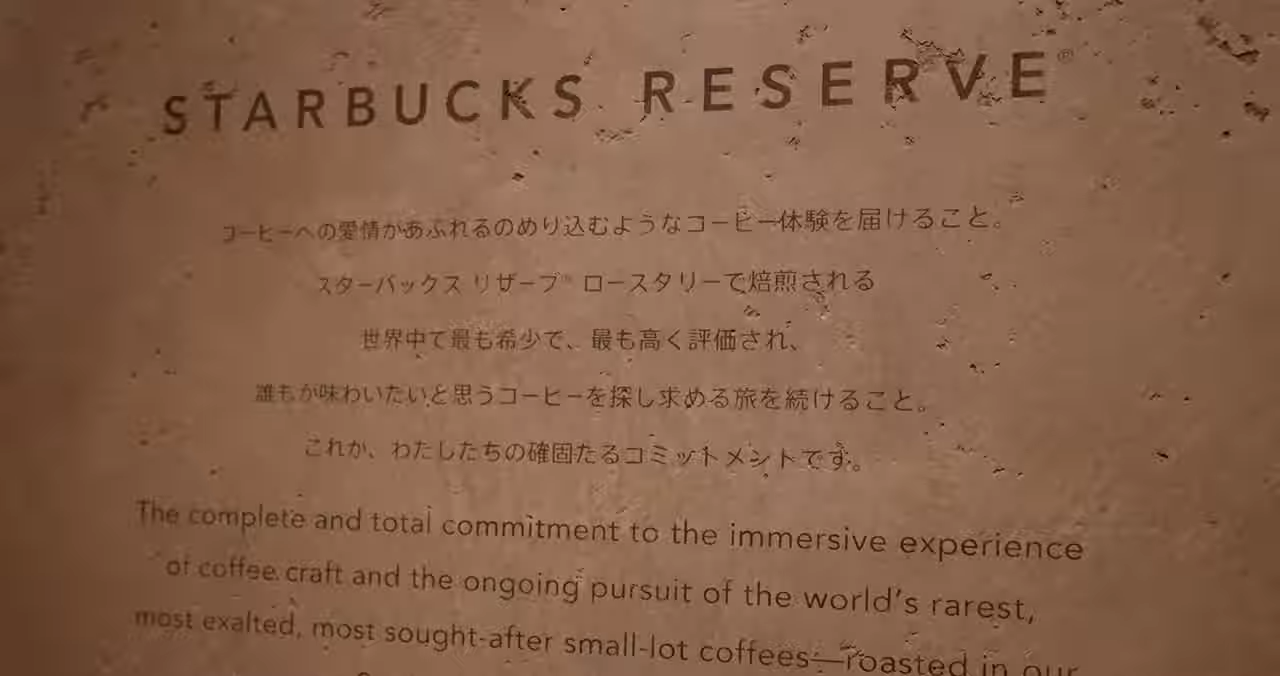 STARBUCKS RESERVE®
コーヒーへの愛情があふれるのめり込むようなコーヒー体験を届けること。
スターバックス リザーブ® ロースタリーで焙煎される
世界中で最も希少で、最も高く評価され、
誰もが味わいたいと思うコーヒーを探し求める旅を続けること。
これが、わたしたちの確固たるコミットメントです。
The complete and total commitment to the immersive experience
of coffee craft and the ongoing pursuit of the world's rarest,
most exalted, most sought-after small-lot coffees—roasted in our